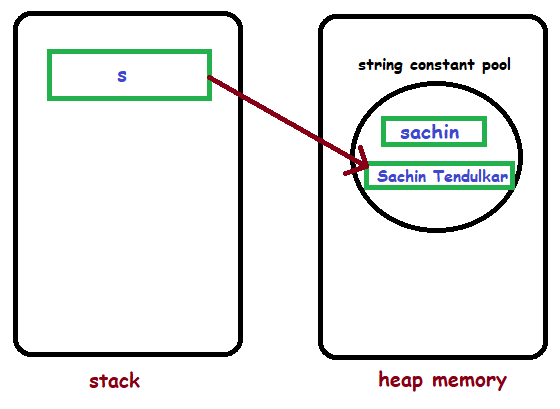 s
string constant pool
sachin
Sachin Tendulkar
stack
heap memory